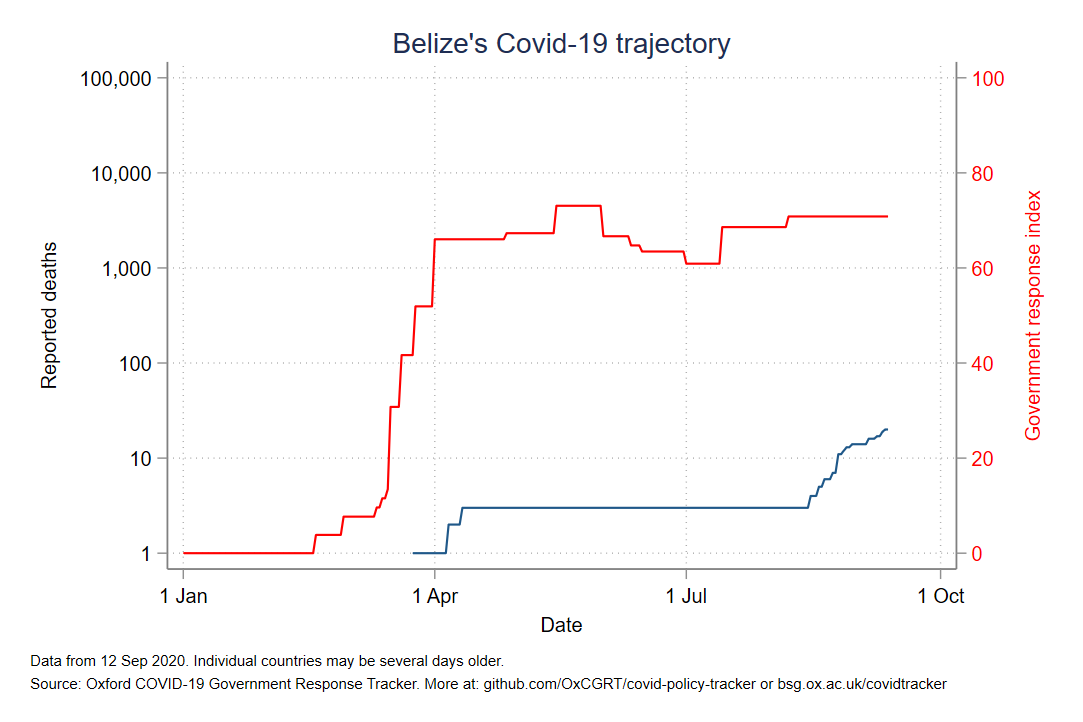 Belize's Covid-19 trajectory
100,000
10,000
1,000
100
10
1
Reported deaths
100
80
60
40
20
0
Government response index
1 Jan
1 Apr
1 Jul
1 Oct
Date
Data from 12 Sep 2020. Individual countries may be several days older.
Source: Oxford COVID-19 Government Response Tracker. More at: github.com/OxCGRT/covid-policy-tracker or bsg.ox.ac.uk/covidtracker